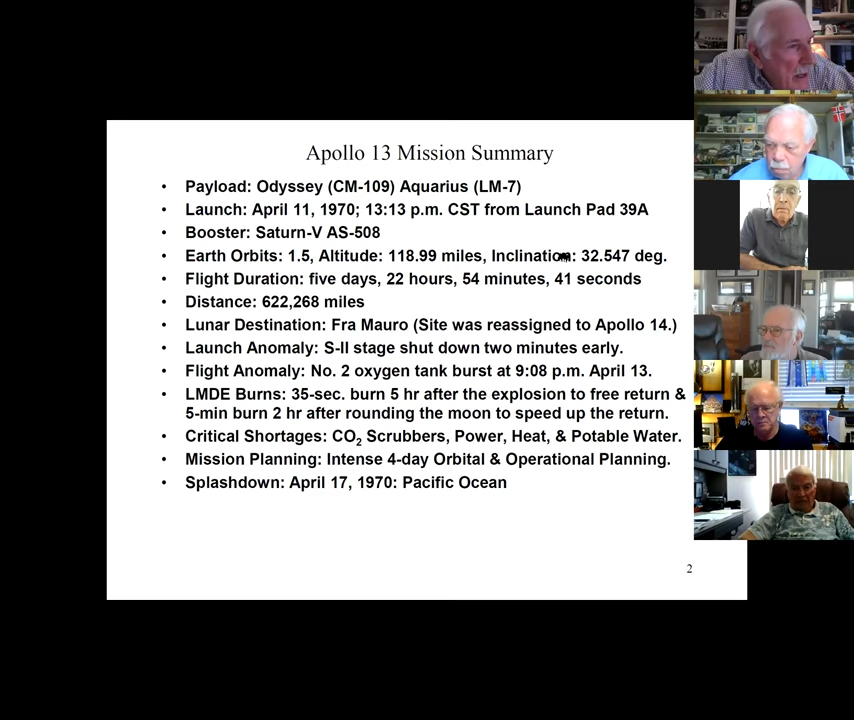 Apollo 13 Mission Summary
• Payload: Odyssey (CM-109) Aquarius (LM-7)
• Launch: April 11, 1970; 13:13 p.m. CST from Launch Pad 39A
• Booster: Saturn-V AS-508
• Earth Orbits: 1.5, Altitude: 118.99 miles, Inclination: 32.547 deg.
• Flight Duration: five days, 22 hours, 54 minutes, 41 seconds
• Distance: 622,268 miles
• Lunar Destination: Fra Mauro (Site was reassigned to Apollo 14.)
• Launch Anomaly: S-II stage shut down two minutes early.
• Flight Anomaly: No. 2 oxygen tank burst at 9:08 p.m. April 13.
• LMDE Burns: 35-sec. burn 5 hr after the explosion to free return &
5-min burn 2 hr after rounding the moon to speed up the return.
• Critical Shortages: CO₂ Scrubbers, Power, Heat, & Potable Water.
• Mission Planning: Intense 4-day Orbital & Operational Planning.
• Splashdown: April 17, 1970: Pacific Ocean
2